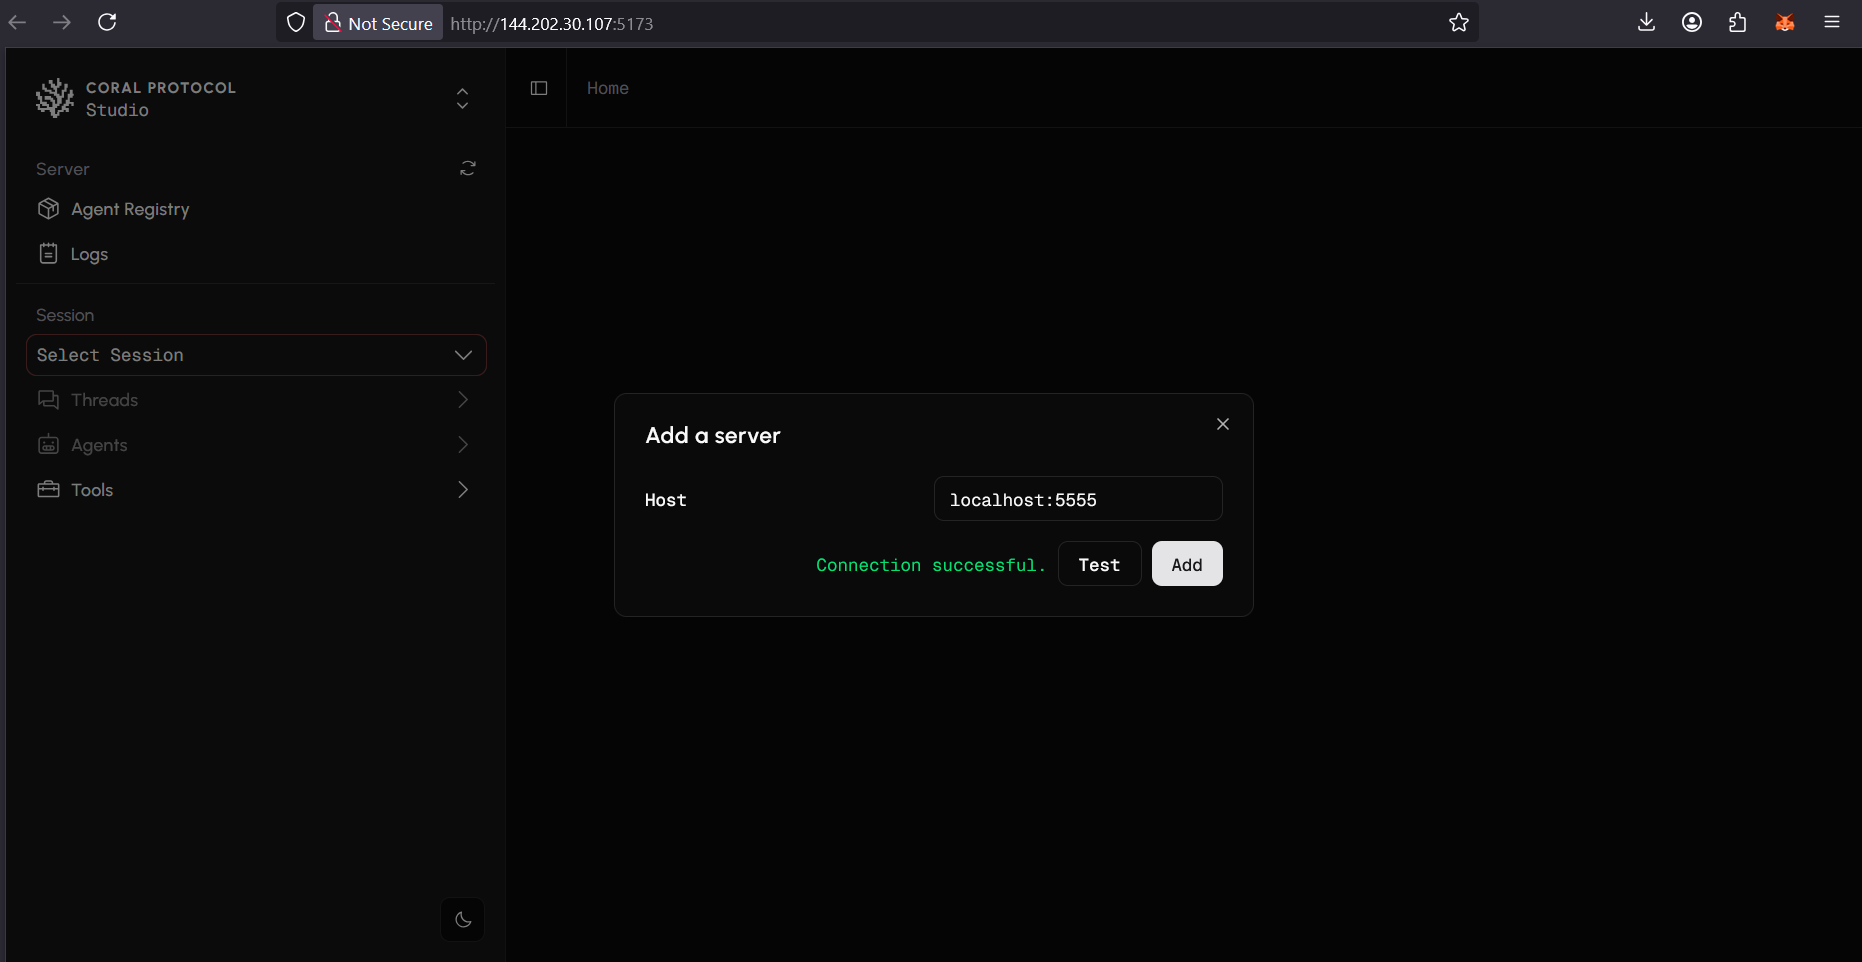 Not Secure http://144.202.30.107:5173
CORAL PROTOCOL
Studio
Home
Server
Agent Registry
Logs
Session
Select Session
Threads
Agents
Tools
Add a server
Host localhost:5555
Connection successful. Test Add